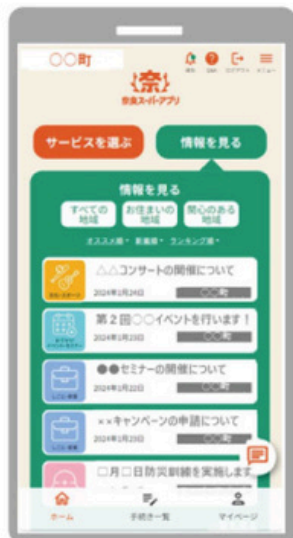 〇〇町
メニュー
奈
奈良スーパーアプリ
サービスを選ぶ
情報を見る
情報を見る
すべての地域
お住まいの地域
関心のある地域
オススメ順・新着順・ランキング順・
△△コンサートの開催について
2024年1月24日
〇〇町
第2回〇〇イベントを行います！
2024年1月23日
〇〇町
●●セミナーの開催について
2024年1月22日
〇〇町
××キャンペーンの申請について
2024年1月23日
〇〇町
□月□日防災訓練を実施します
ホーム
手続き一覧
マイページ